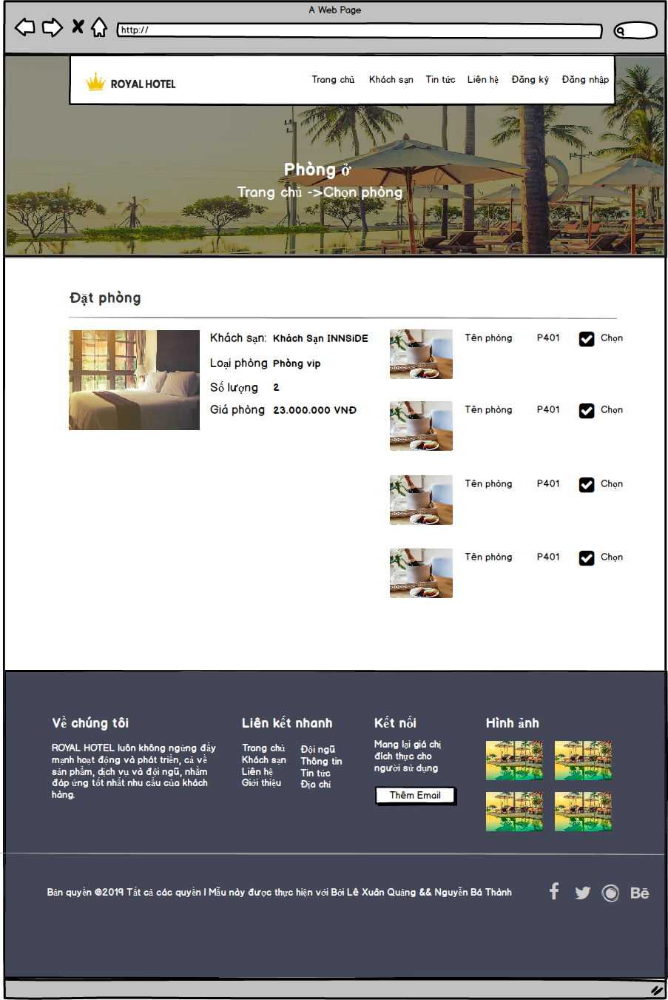 A Web Page
http://
ROYAL HOTEL
Trang chủ Khách sạn Tin tức Liên hệ Đăng ký Đăng nhập
Phòng ở
Trang chủ ->Chọn phòng
Đặt phòng
Khách sạn: Khách Sạn INNSiDE
Loại phòng Phòng vip
Số lượng 2
Giá phòng 23.000.000 VNĐ
Tên phòng P401 Chọn
Tên phòng P401 Chọn
Tên phòng P401 Chọn
Tên phòng P401 Chọn
Về chúng tôi
ROYAL HOTEL luôn không ngừng đẩy
mạnh hoạt động và phát triển, cả về
sản phẩm, dịch vụ và đội ngũ, nhằm
đáp ứng tốt nhất nhu cầu của khách
hàng.
Liên kết nhanh
Trang chủ
Khách sạn
Liên hệ
Giới thiệu
Đội ngũ
Thông tin
Tin tức
Địa chỉ
Kết nối
Mang lại giá chị
đích thực cho
người sử dụng
Thêm Email
Hình ảnh
Bản quyền ©2019 Tất cả các quyền | Mẫu này được thực hiện với Bởi Lê Xuân Quảng && Nguyễn Bá Thành
Bē